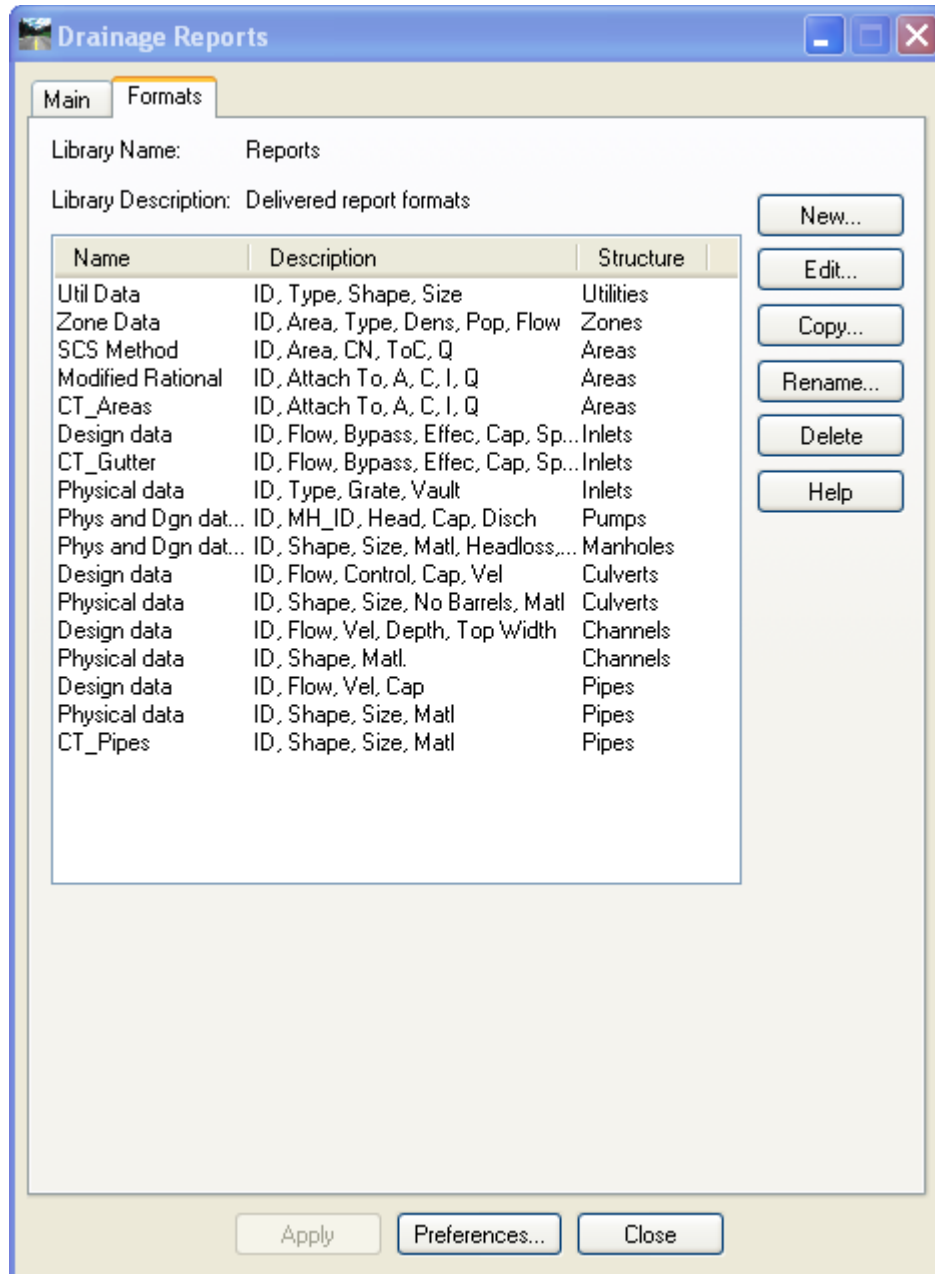 Drainage Reports
Main Formats
Library Name: Reports
Library Description: Delivered report formats
New...
Name Description Structure
Edit...
Util Data ID, Type, Shape, Size Utilities
Zone Data ID, Area, Type, Dens, Pop, Flow Zones
Copy...
SCS Method ID, Area, CN, ToC, Q Areas
Modified Rational ID, Attach To, A, C, I, Q Areas
Rename...
CT_Areas ID, Attach To, A, C, I, Q Areas
Design data ID, Flow, Bypass, Effec, Cap, Sp... Inlets
Delete
CT_Gutter ID, Flow, Bypass, Effec, Cap, Sp... Inlets
Physical data ID, Type, Grate, Vault Inlets
Help
Phys and Dgn dat... ID, MH_ID, Head, Cap, Disch Pumps
Phys and Dgn dat... ID, Shape, Size, Matl, Headloss,... Manholes
Design data ID, Flow, Control, Cap, Vel Culverts
Physical data ID, Shape, Size, No Barrels, Matl Culverts
Design data ID, Flow, Vel, Depth, Top Width Channels
Physical data ID, Shape, Matl. Channels
Design data ID, Flow, Vel, Cap Pipes
Physical data ID, Shape, Size, Matl Pipes
CT_Pipes ID, Shape, Size, Matl Pipes
Apply Preferences... Close